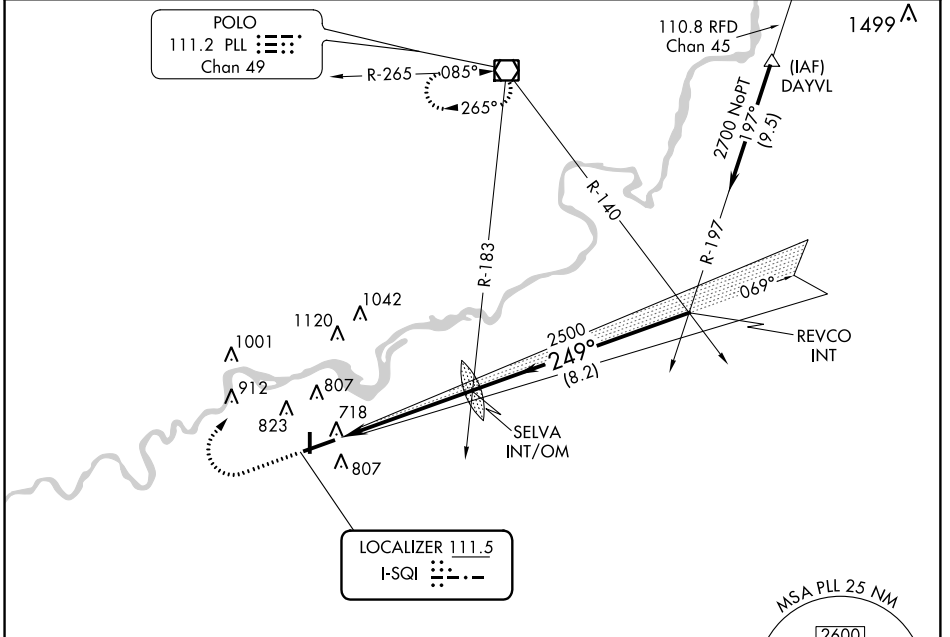 POLO
111.2 PLL
Chan 49
R-265
085°
265°
110.8 RFD
Chan 45
1499
(IAF)
DAYVL
2700 NoPT
197°
(9.5)
R-140
R-197
R-183
069°
REVCO
INT
2500
249°
(8.2)
1042
1120
1001
912
807
823
718
807
SELVA
INT/OM
LOCALIZER 111.5
I-SQI
MSA PLL 25 NM
2600